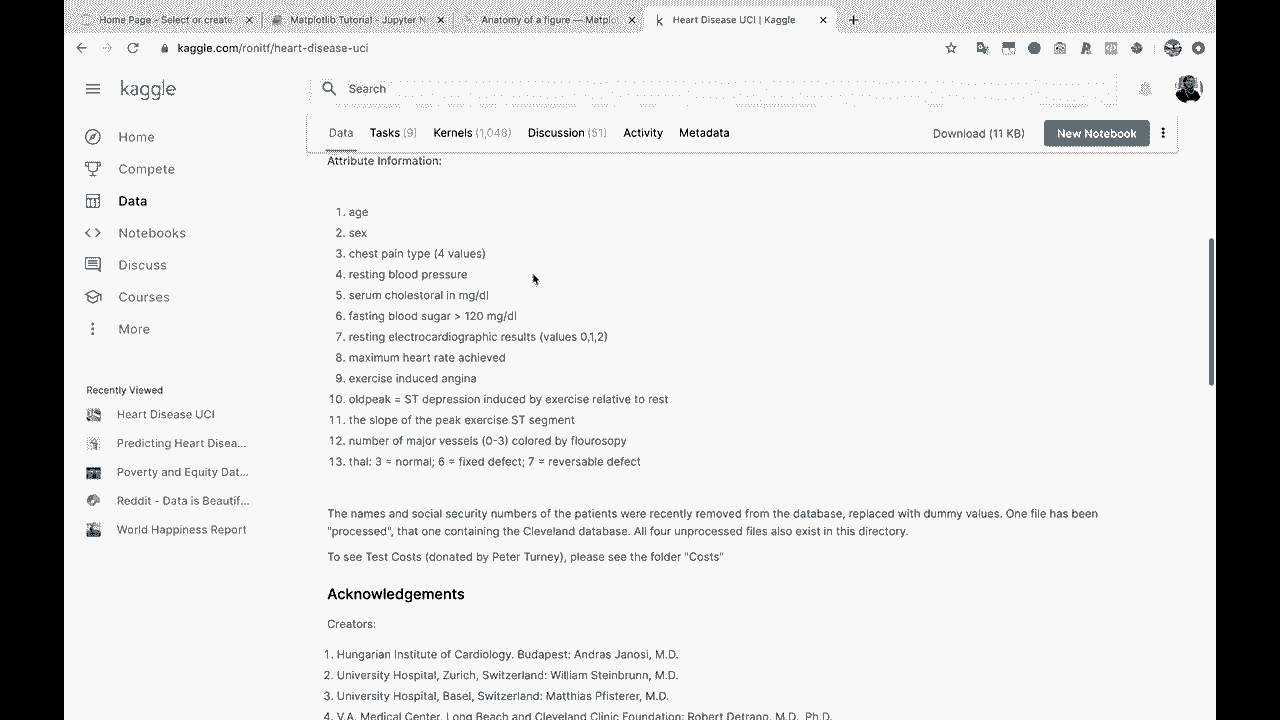 Home Page - Select or create
Matplotlib Tutorial - Jupyter N
Anatomy of a figure — Matplo
Heart Disease UCI | Kaggle
kaggle.com/ronitf/heart-disease-uci
kaggle
Search
Data
Tasks (9)
Kernels (1,048)
Discussion (51)
Activity
Metadata
Download (11 KB)
New Notebook
Home
Compete
Data
Notebooks
Discuss
Courses
More
Recently Viewed
Heart Disease UCI
Predicting Heart Disea...
Poverty and Equity Dat...
Reddit - Data is Beautif...
World Happiness Report
Attribute Information:
1. age
2. sex
3. chest pain type (4 values)
4. resting blood pressure
5. serum cholestoral in mg/dl
6. fasting blood sugar > 120 mg/dl
7. resting electrocardiographic results (values 0,1,2)
8. maximum heart rate achieved
9. exercise induced angina
10. oldpeak = ST depression induced by exercise relative to rest
11. the slope of the peak exercise ST segment
12. number of major vessels (0-3) colored by flourosopy
13. thal: 3 = normal; 6 = fixed defect; 7 = reversable defect
The names and social security numbers of the patients were recently removed from the database, replaced with dummy values. One file has been
"processed", that one containing the Cleveland database. All four unprocessed files also exist in this directory.
To see Test Costs (donated by Peter Turney), please see the folder "Costs"
Acknowledgements
Creators:
1. Hungarian Institute of Cardiology. Budapest: Andras Janosi, M.D.
2. University Hospital, Zurich, Switzerland: William Steinbrunn, M.D.
3. University Hospital, Basel, Switzerland: Matthias Pfisterer, M.D.
4. V.A. Medical Center, Long Beach and Cleveland Clinic Foundation: Robert Detrano, M.D., Ph.D.